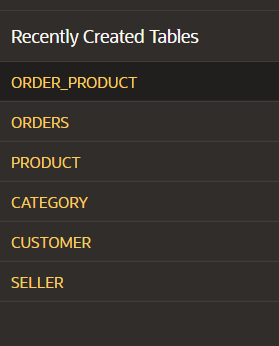 Recently Created Tables
ORDER_PRODUCT
ORDERS
PRODUCT
CATEGORY
CUSTOMER
SELLER